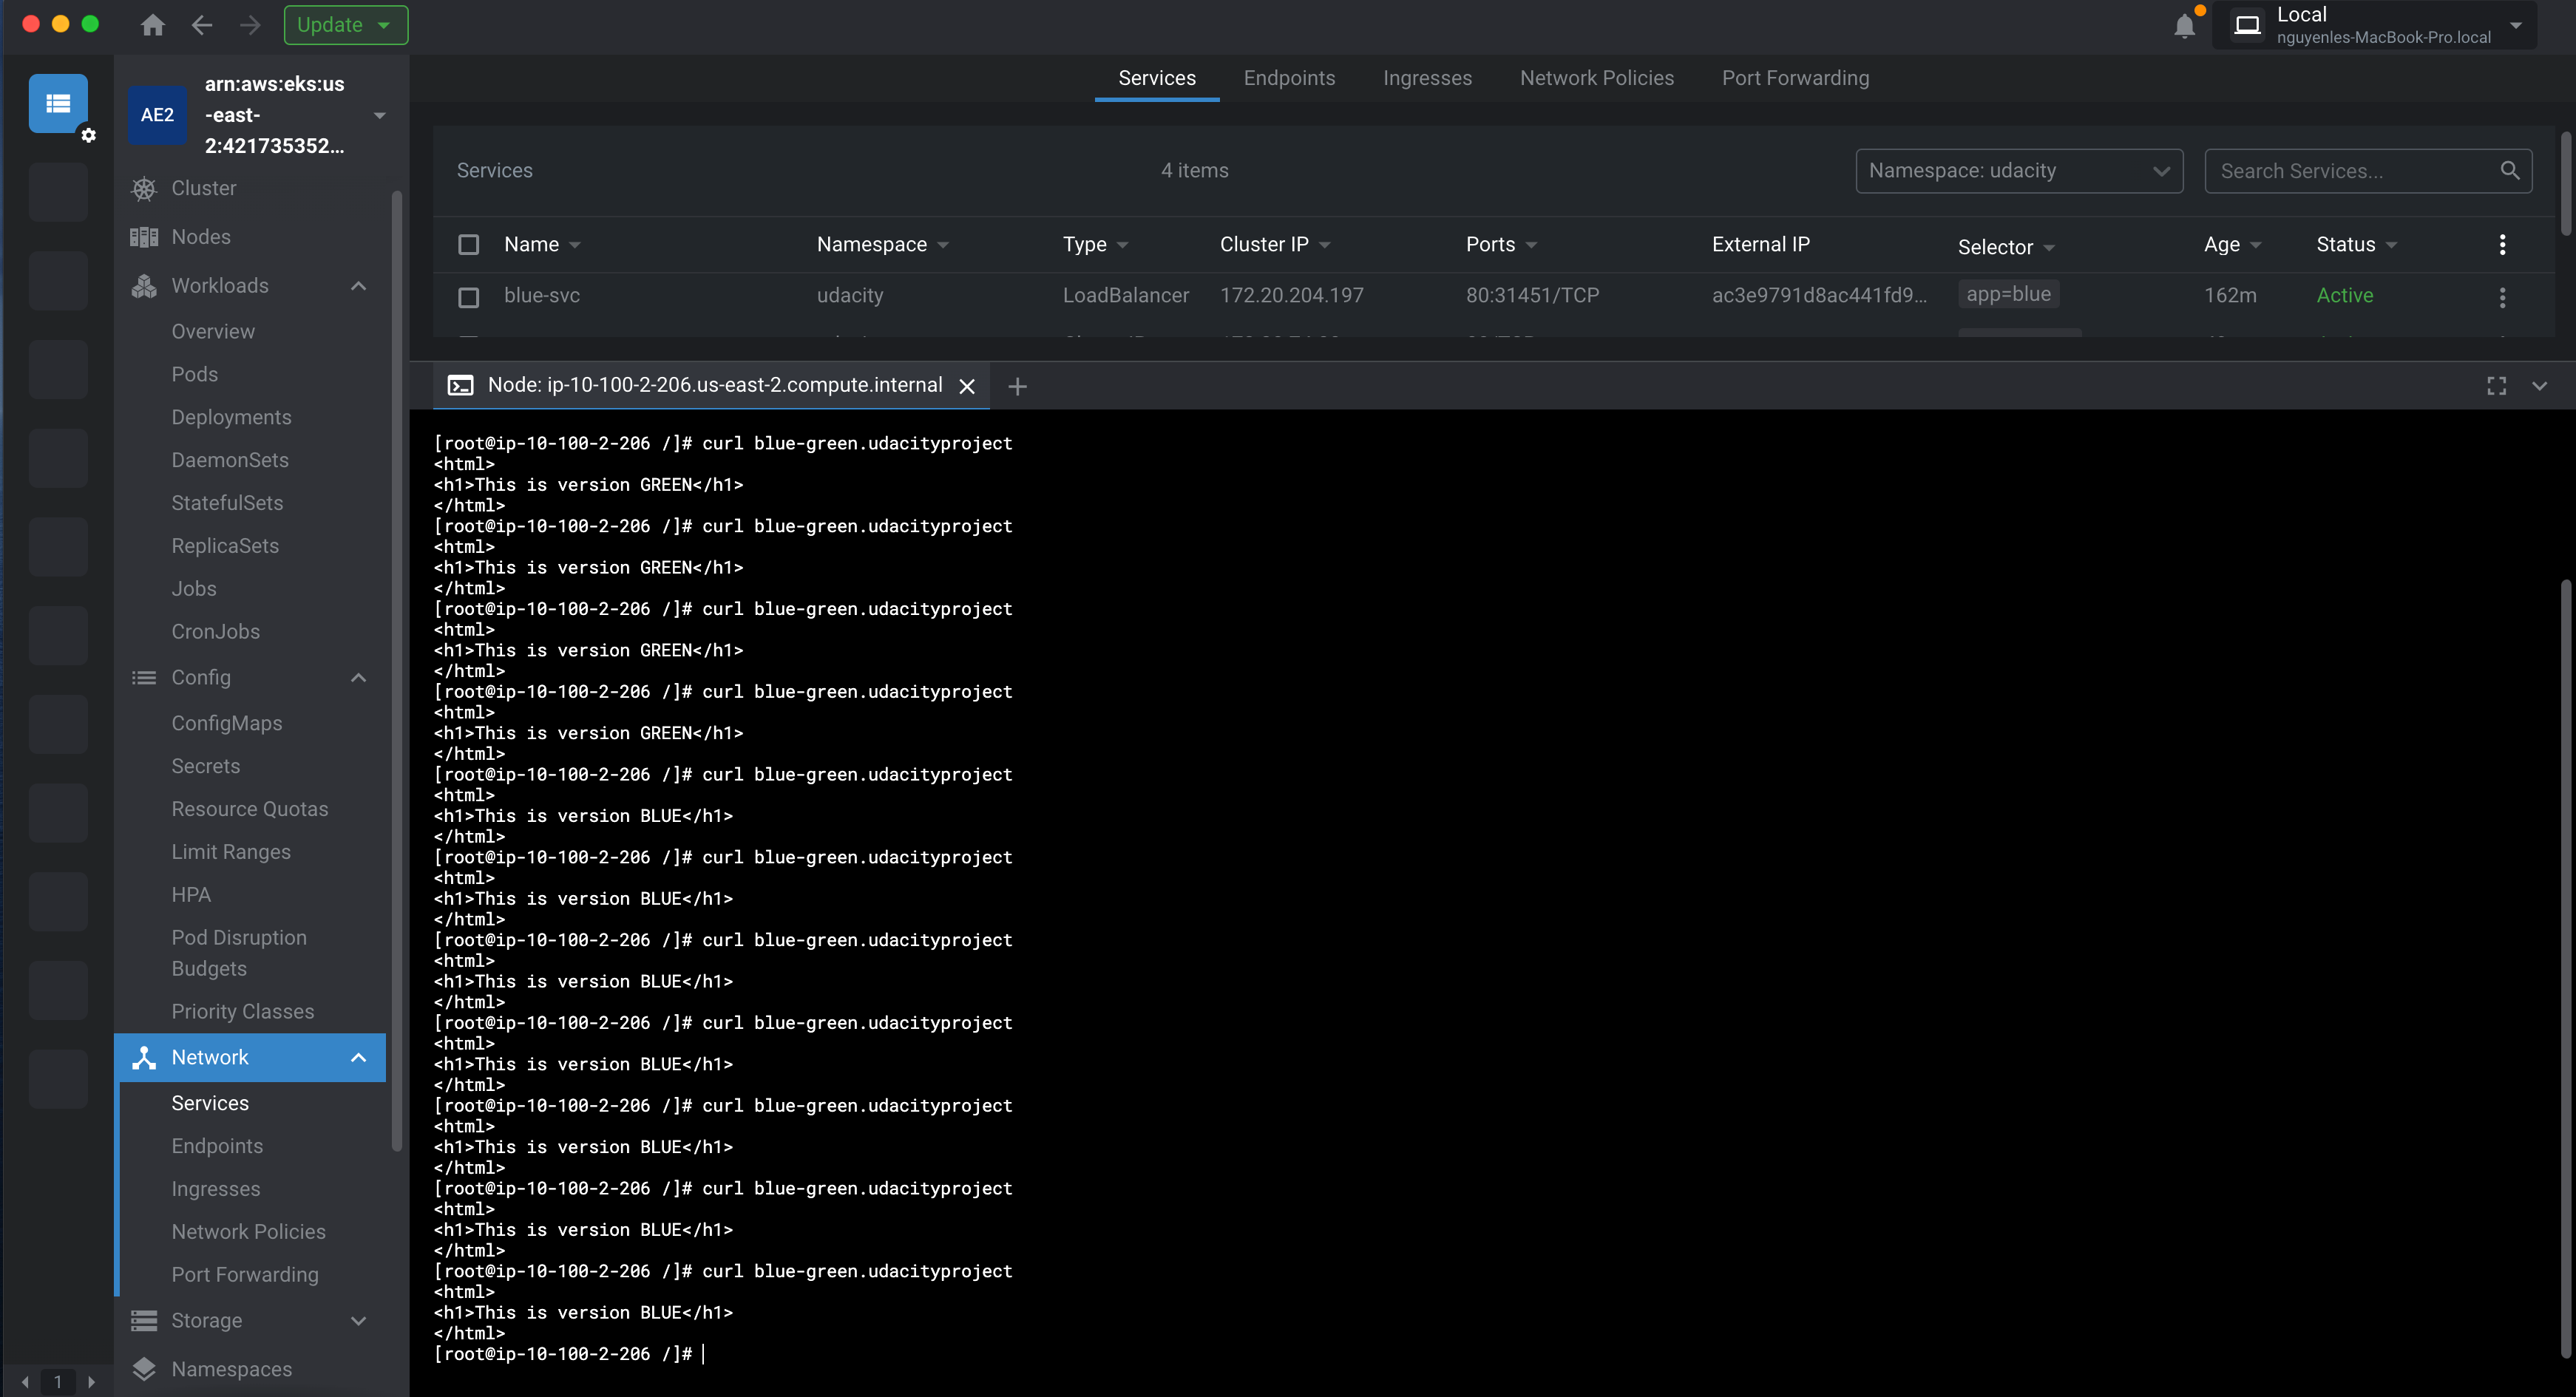 Update
Local
nguyenles-MacBook-Pro.local
AE2
arn:aws:eks:us
-east-
2:421735352...
Cluster
Nodes
Workloads
Overview
Pods
Deployments
DaemonSets
StatefulSets
ReplicaSets
Jobs
CronJobs
Config
ConfigMaps
Secrets
Resource Quotas
Limit Ranges
HPA
Pod Disruption
Budgets
Priority Classes
Network
Services
Endpoints
Ingresses
Network Policies
Port Forwarding
Storage
Namespaces
1
Services Endpoints Ingresses Network Policies Port Forwarding
Services 4 items Namespace: udacity Search Services...
Name Namespace Type Cluster IP Ports External IP Selector Age Status
blue-svc udacity LoadBalancer 172.20.204.197 80:31451/TCP ac3e9791d8ac441fd9... app=blue 162m Active
Node: ip-10-100-2-206.us-east-2.compute.internal
[root@ip-10-100-2-206 /]# curl blue-green.udacityproject
<html>
<h1>This is version GREEN</h1>
</html>
[root@ip-10-100-2-206 /]# curl blue-green.udacityproject
<html>
<h1>This is version GREEN</h1>
</html>
[root@ip-10-100-2-206 /]# curl blue-green.udacityproject
<html>
<h1>This is version GREEN</h1>
</html>
[root@ip-10-100-2-206 /]# curl blue-green.udacityproject
<html>
<h1>This is version GREEN</h1>
</html>
[root@ip-10-100-2-206 /]# curl blue-green.udacityproject
<html>
<h1>This is version BLUE</h1>
</html>
[root@ip-10-100-2-206 /]# curl blue-green.udacityproject
<html>
<h1>This is version BLUE</h1>
</html>
[root@ip-10-100-2-206 /]# curl blue-green.udacityproject
<html>
<h1>This is version BLUE</h1>
</html>
[root@ip-10-100-2-206 /]# curl blue-green.udacityproject
<html>
<h1>This is version BLUE</h1>
</html>
[root@ip-10-100-2-206 /]# curl blue-green.udacityproject
<html>
<h1>This is version BLUE</h1>
</html>
[root@ip-10-100-2-206 /]# curl blue-green.udacityproject
<html>
<h1>This is version BLUE</h1>
</html>
[root@ip-10-100-2-206 /]# curl blue-green.udacityproject
<html>
<h1>This is version BLUE</h1>
</html>
[root@ip-10-100-2-206 /]#